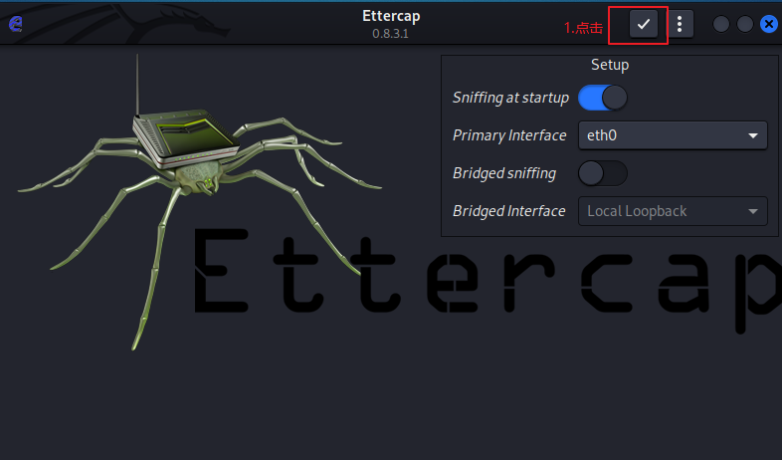 Ettercap
0.8.3.1
1.点击
Setup
Sniffing at startup
Primary Interface
eth0
Bridged sniffing
Bridged Interface
Local Loopback
Ettercap